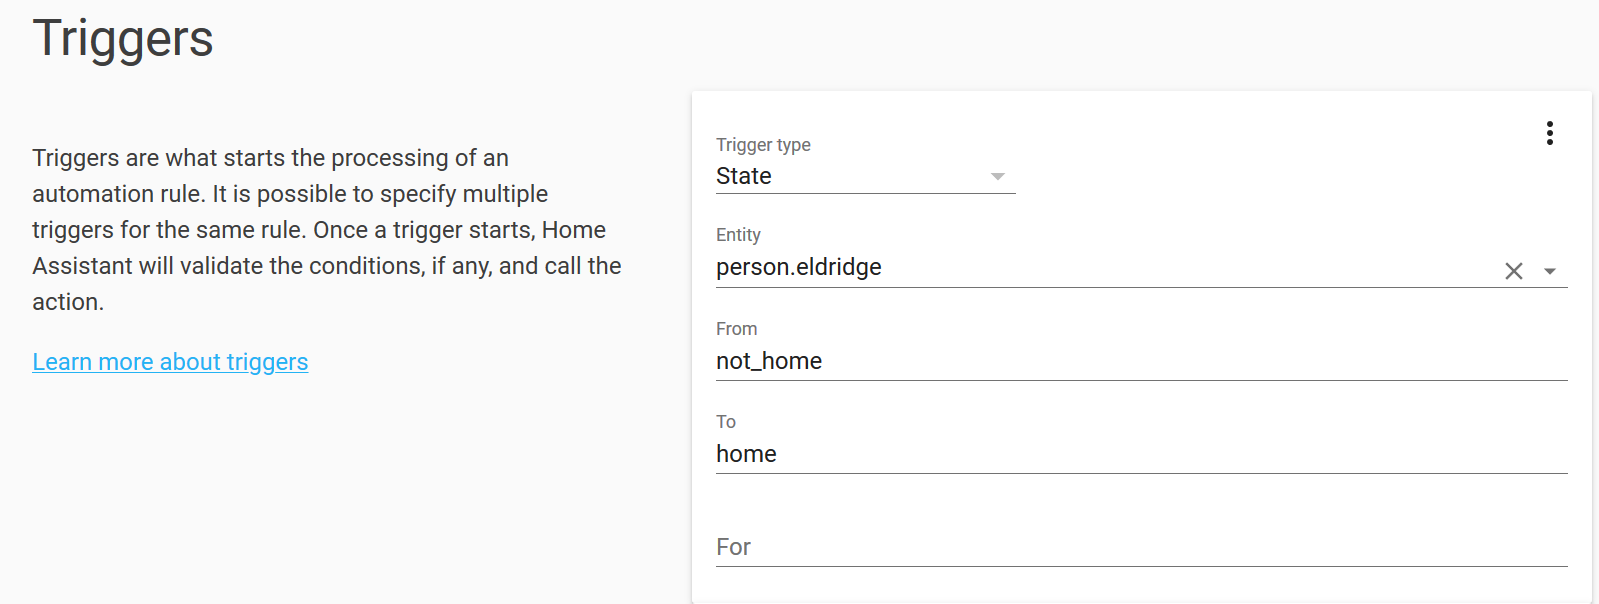 Triggers
Triggers are what starts the processing of an
automation rule. It is possible to specify multiple
triggers for the same rule. Once a trigger starts, Home
Assistant will validate the conditions, if any, and call the
action.
Learn more about triggers
Trigger type
State
Entity
person.eldridge
From
not_home
To
home
For